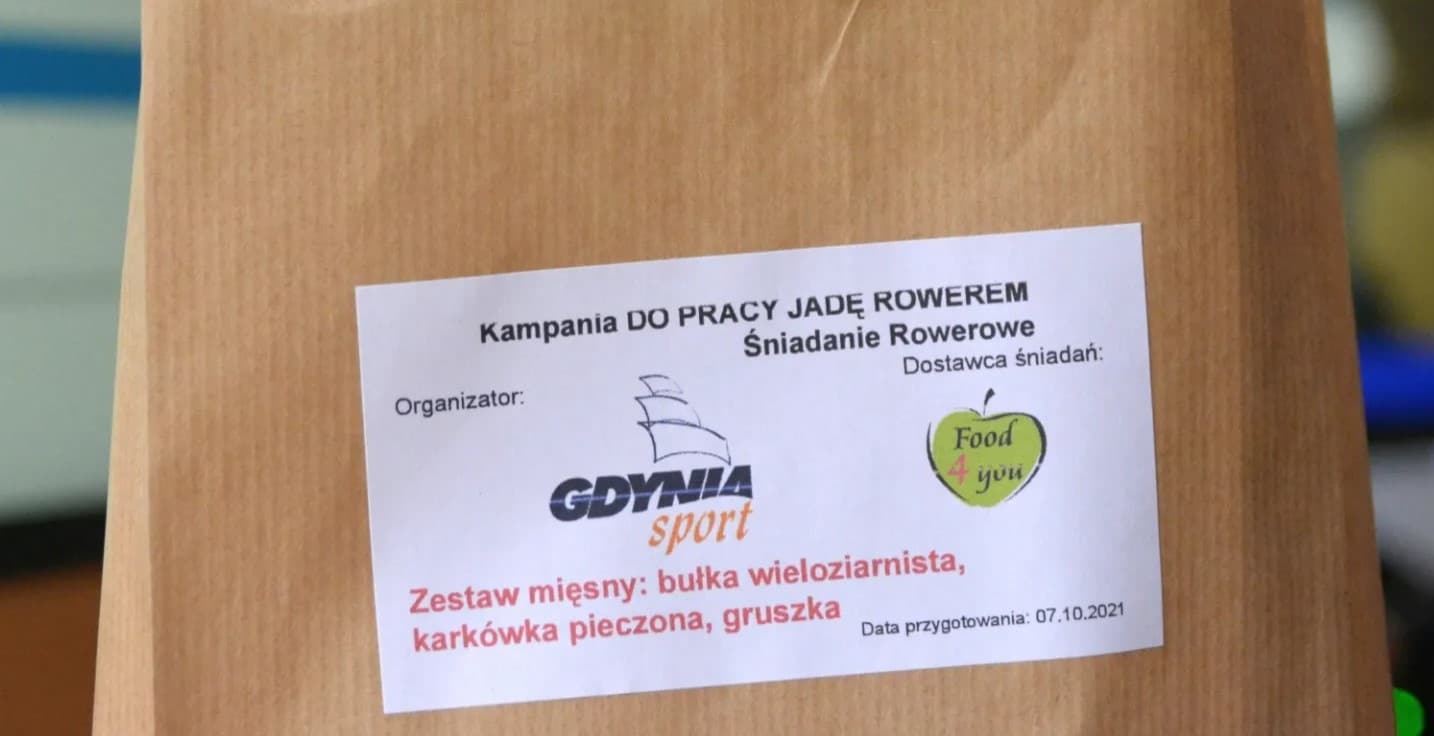 Kampania DO PRACY JADĘ ROWEREM
Śniadanie Rowerowe
Dostawca śniadań:
Organizator:
GDYNIA
sport
Food
4 you
Zestaw mięsny: bułka wieloziarnista,
karkówka pieczona, gruszka
Data przygotowania: 07.10.2021